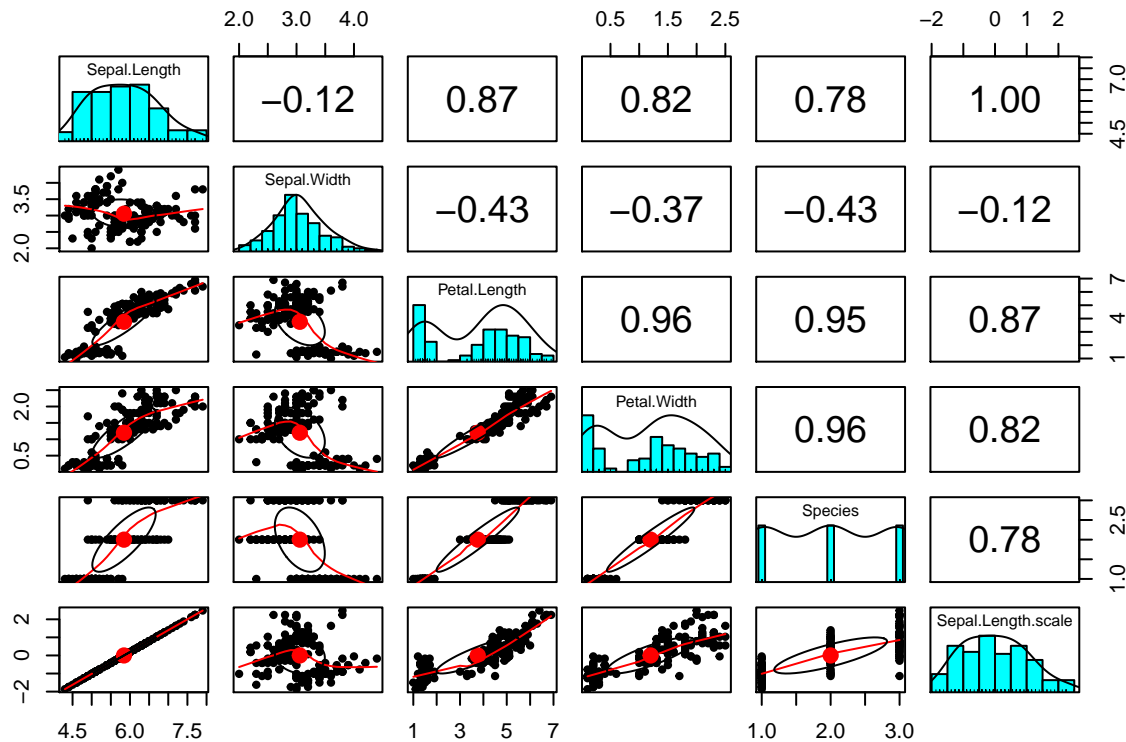 2.0 3.0 4.0 0.5 1.5 2.5 −2 0 1 2
Sepal.Length −0.12 0.87 0.82 0.78 1.00 4.5 7.0
2.0 3.5 Sepal.Width −0.43 −0.37 −0.43 −0.12
Petal.Length 0.96 0.95 0.87 1 4 7
0.5 2.0 Petal.Width 0.96 0.82
Species 0.78 1.0 2.5
−2 0 2 Sepal.Length.scale
4.5 6.0 7.5 1 3 5 7 1.0 2.0 3.0